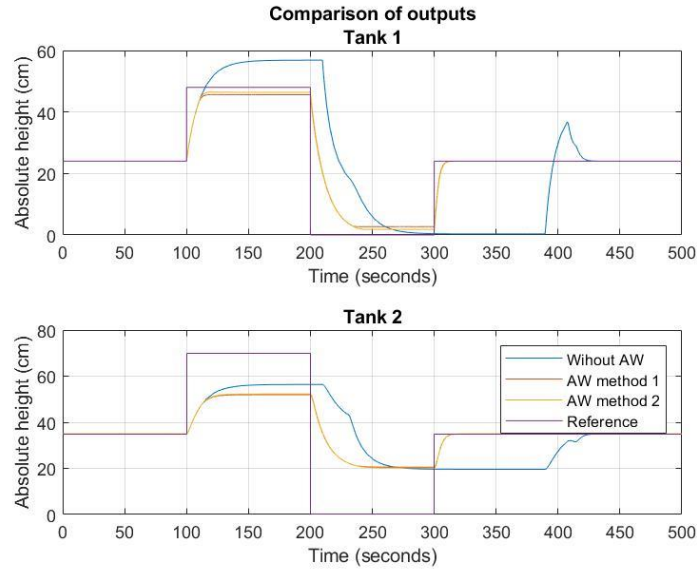 Comparison of outputs
Tank 1
Absolute height (cm)
60
40
20
0
0 50 100 150 200 250 300 350 400 450 500
Time (seconds)
Tank 2
Absolute height (cm)
80
60
40
20
0
Wihout AW
AW method 1
AW method 2
Reference
0 50 100 150 200 250 300 350 400 450 500
Time (seconds)